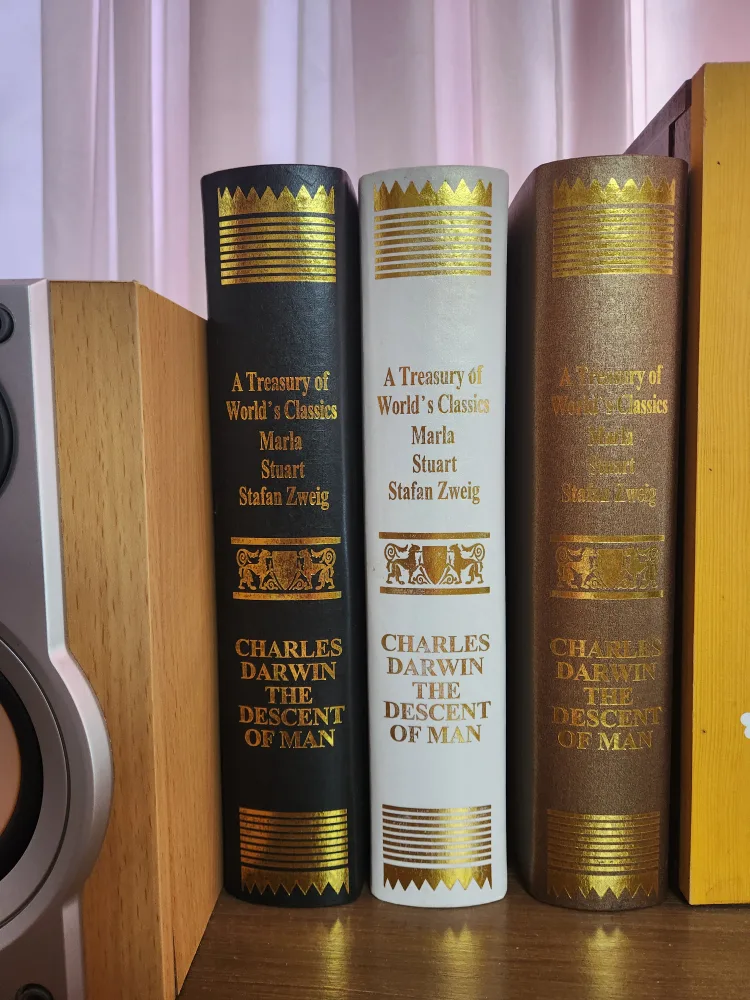 A Treasury of
World's Classics
Marla
Stuart
Stafan Zweig
CHARLES
DARWIN
THE
DESCENT
OF MAN
A Treasury of
World's Classics
Marla
Stuart
Stafan Zweig
CHARLES
DARWIN
THE
DESCENT
OF MAN
A Treasury of
World's Classics
Marla
Stuart
Stafan Zweig
CHARLES
DARWIN
THE
DESCENT
OF MAN